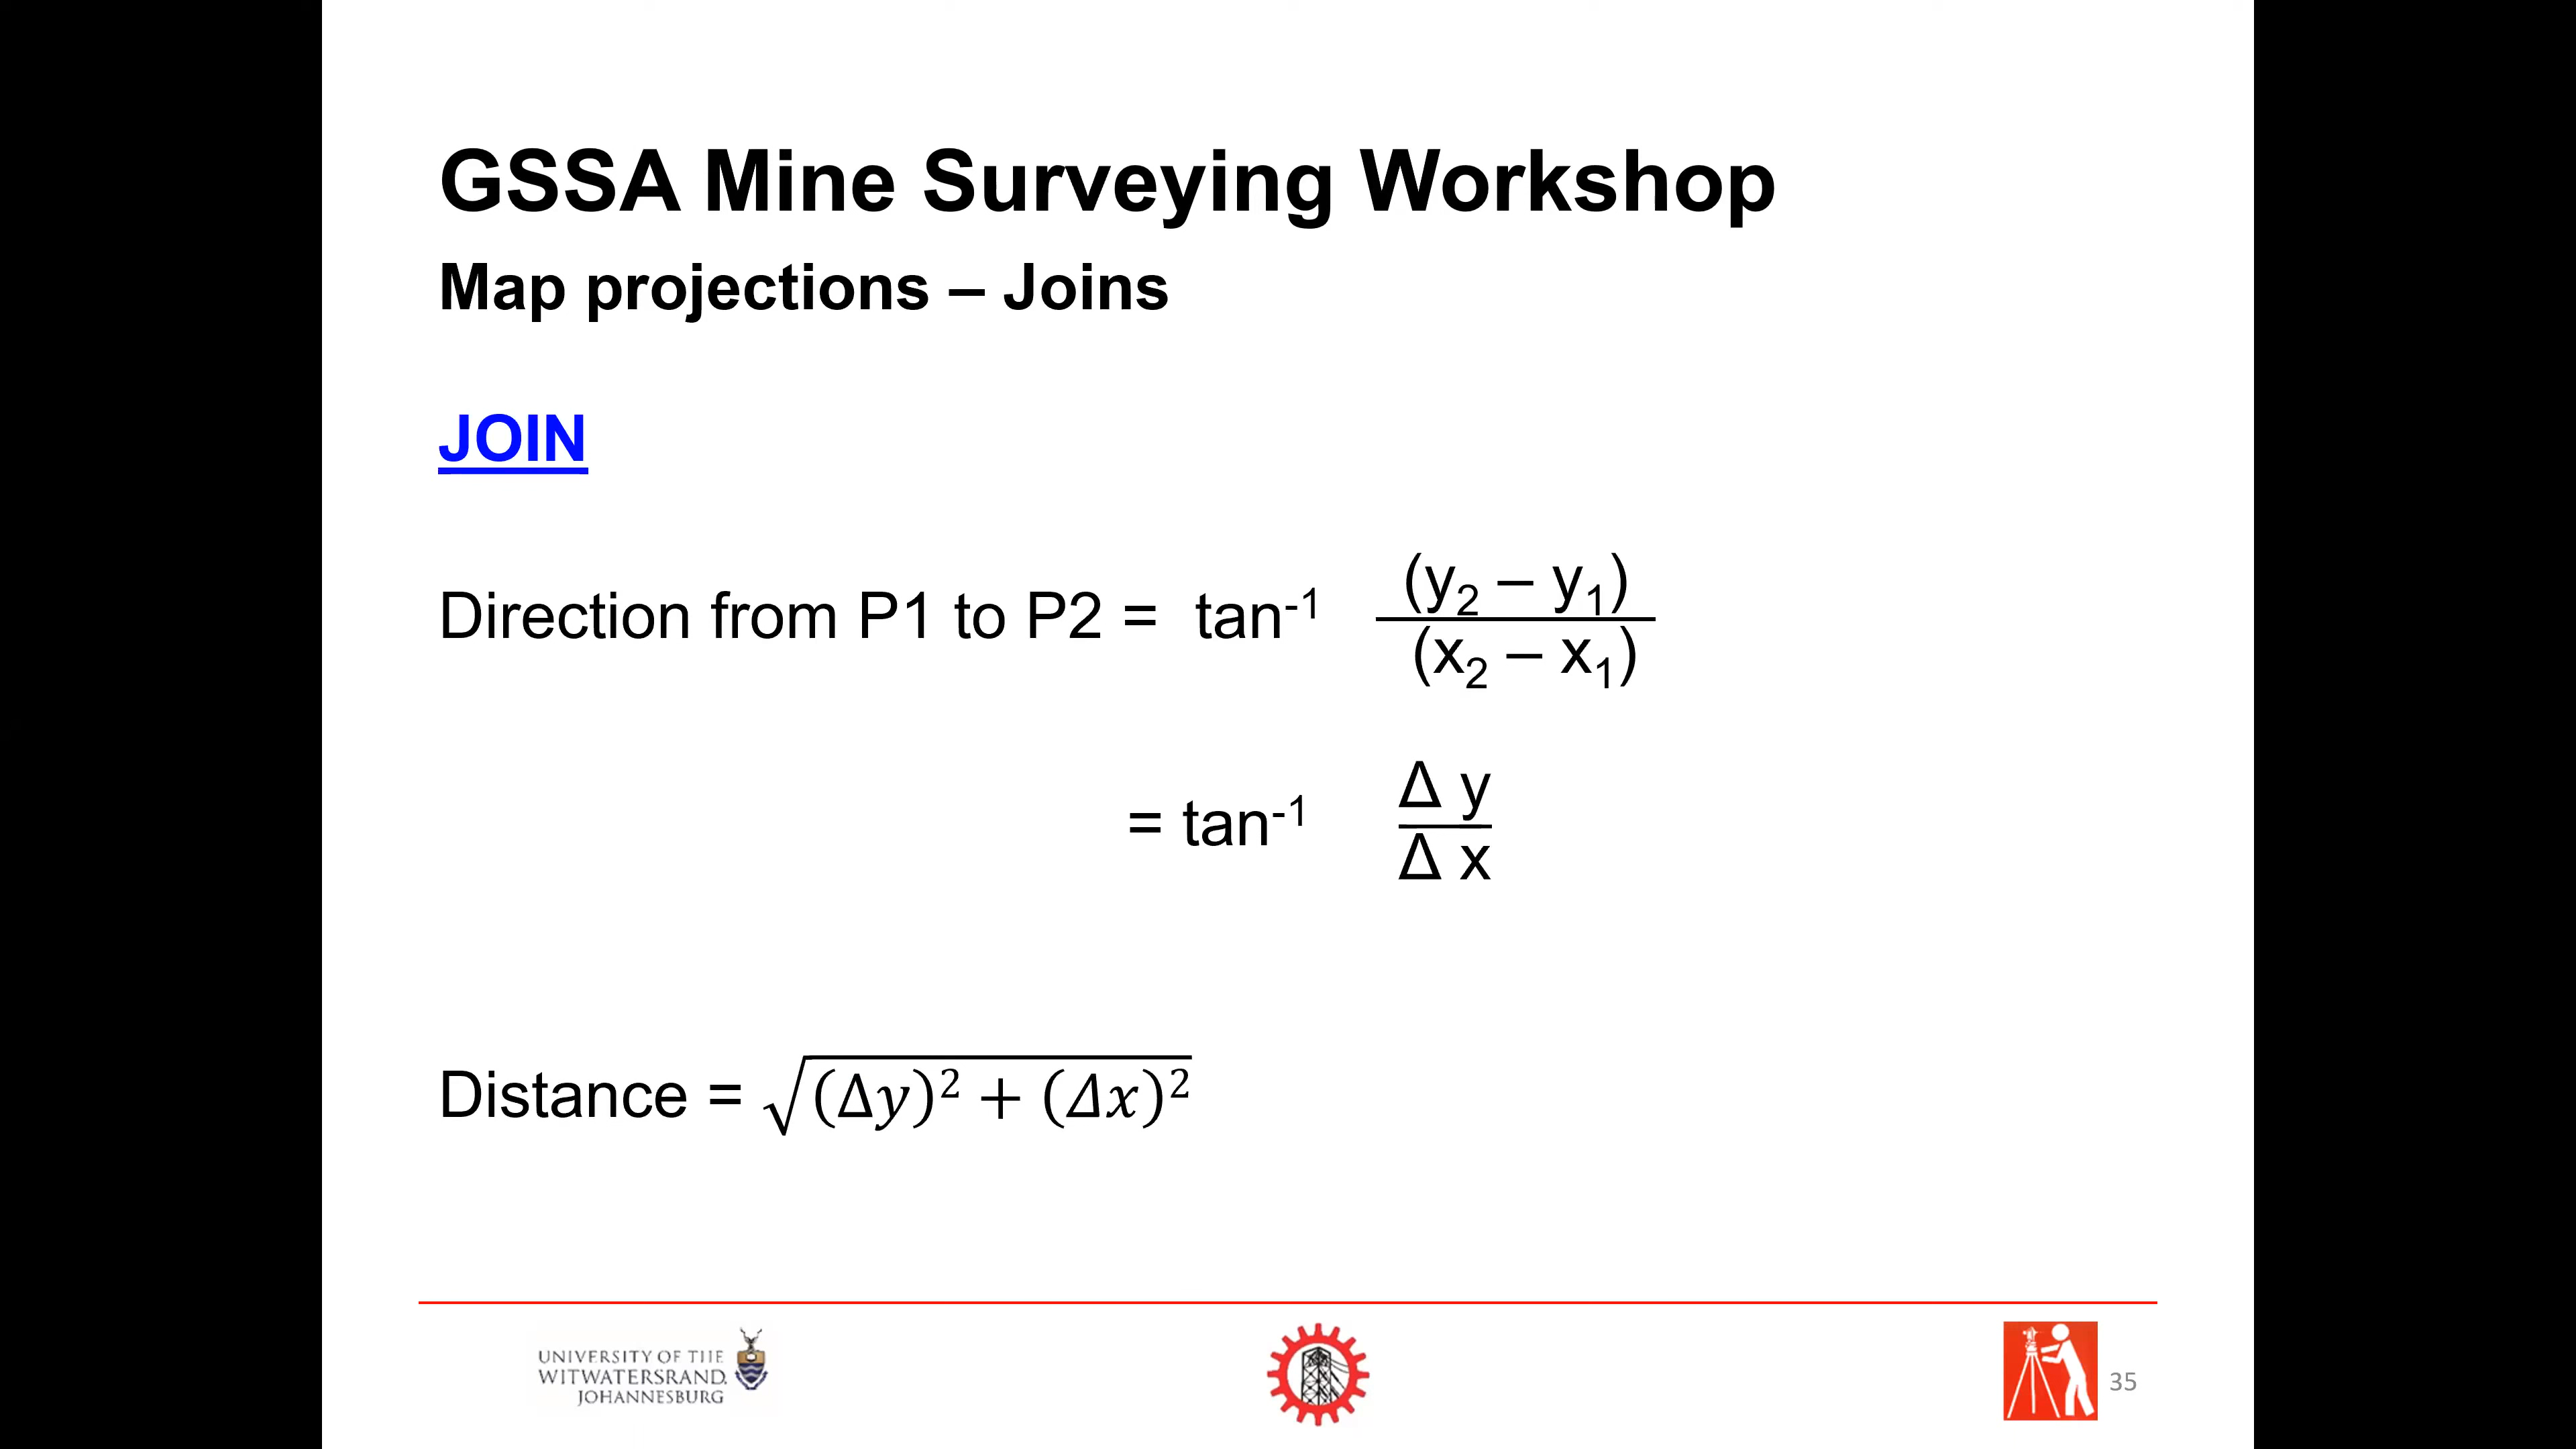 GSSA Mine Surveying Workshop
Map projections – Joins
JOIN
Direction from P1 to P2 = tan⁻¹ (y₂ – y₁) / (x₂ – x₁)
= tan⁻¹ Δ y / Δ x
Distance = √(Δy)² + (Δx)²
UNIVERSITY OF THE
WITWATERSRAND,
JOHANNESBURG
35